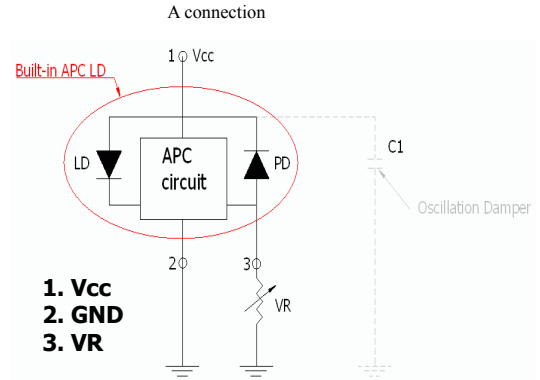 A connection
1 Vcc
Built-in APC LD
LD
APC
circuit
PD
C1
Oscillation Damper
2
3
VR
1. Vcc
2. GND
3. VR